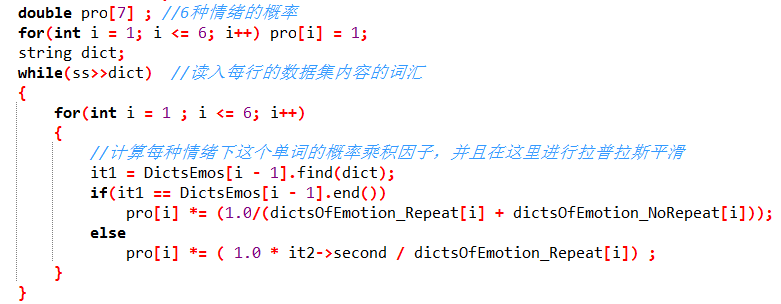 double pro[7] ; //6种情绪的概率
for(int i = 1; i <= 6; i++) pro[i] = 1;
string dict;
while(ss>>dict)  //读入每行的数据集内容的词汇
{
    for(int i = 1 ; i <= 6; i++)
    {
        //计算每种情绪下这个单词的概率乘积因子，并且在这里进行拉普拉斯平滑
        it1 = DictsEmos[i - 1].find(dict);
        if(it1 == DictsEmos[i - 1].end())
            pro[i] *= (1.0/(dictsOfEmotion_Repeat[i] + dictsOfEmotion_NoRepeat[i]));
        else
            pro[i] *= ( 1.0 * it2->second / dictsOfEmotion_Repeat[i]) ;
    }
}